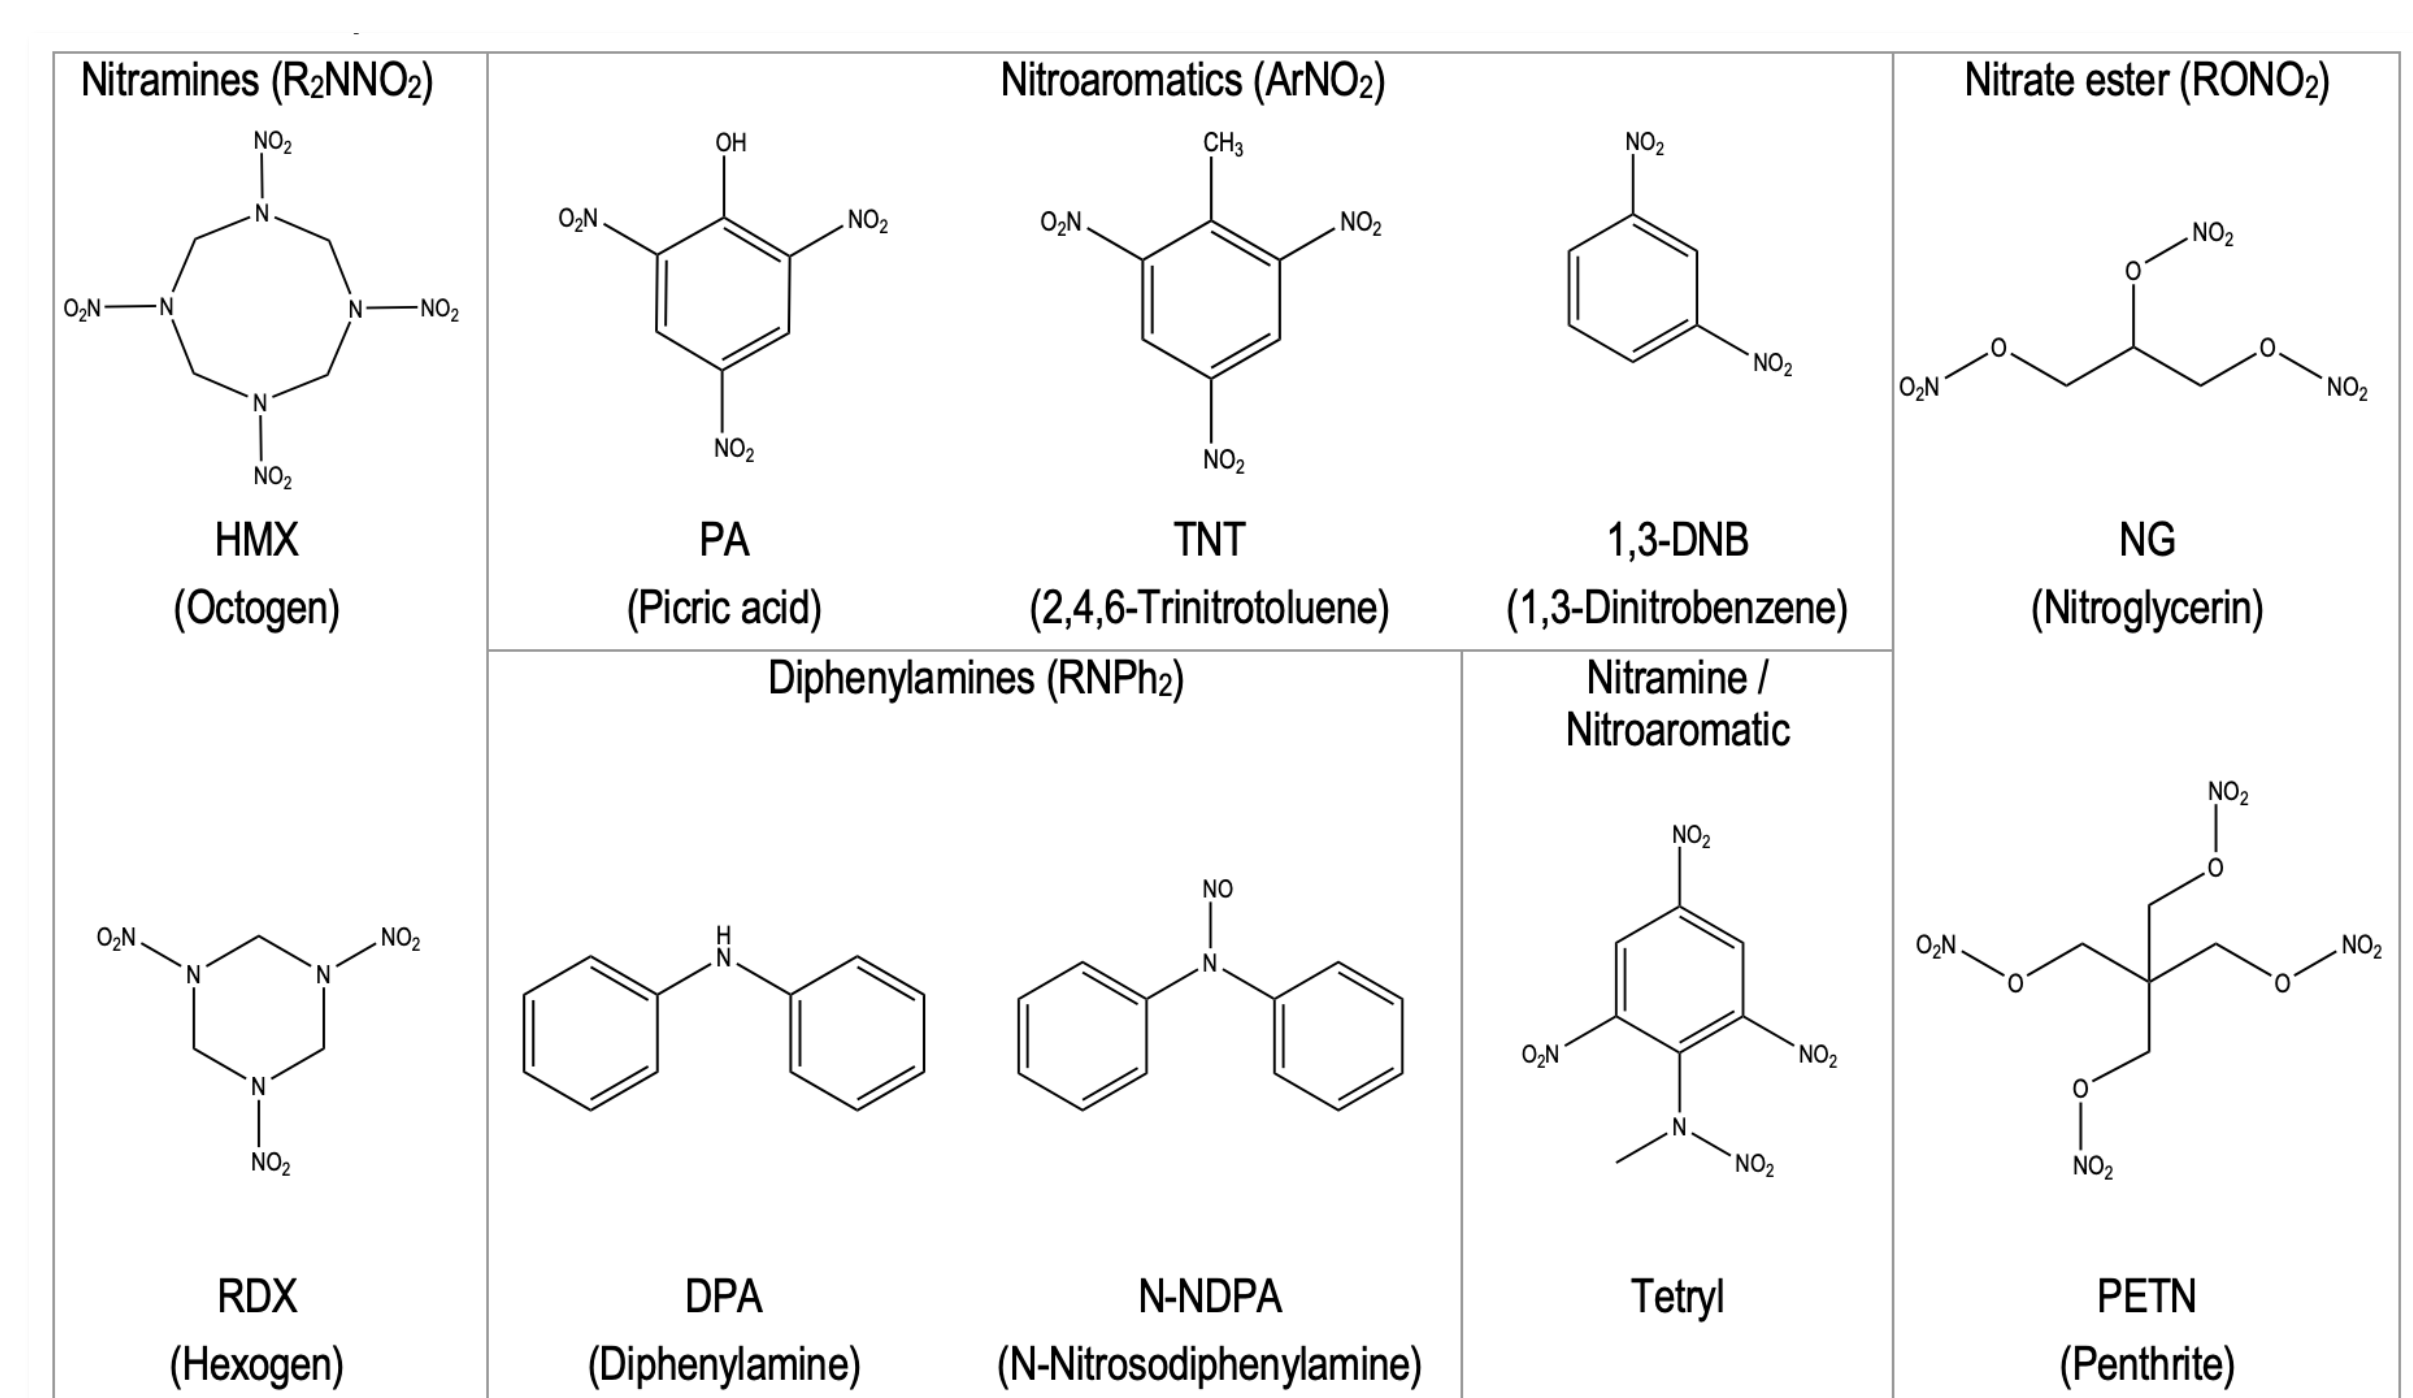 Nitramines (R₂NNO₂)
NO₂
N
O₂N
N
N
NO₂
N
NO₂
HMX
(Octogen)
O₂N
NO₂
N
N
N
NO₂
RDX
(Hexogen)
Nitroaromatics (ArNO₂)
OH
O₂N
NO₂
NO₂
PA
(Picric acid)
CH₃
O₂N
NO₂
NO₂
TNT
(2,4,6-Trinitrotoluene)
NO₂
NO₂
1,3-DNB
(1,3-Dinitrobenzene)
Diphenylamines (RNPh₂)
H
N
DPA
(Diphenylamine)
NO
N
N-NDPA
(N-Nitrosodiphenylamine)
Nitramine /
Nitroaromatic
NO₂
O₂N
NO₂
N
NO₂
Tetryl
Nitrate ester (RONO₂)
NO₂
O
O
O
O₂N
NO₂
NG
(Nitroglycerin)
NO₂
O
O₂N
NO₂
O
O
O
NO₂
PETN
(Penthrite)